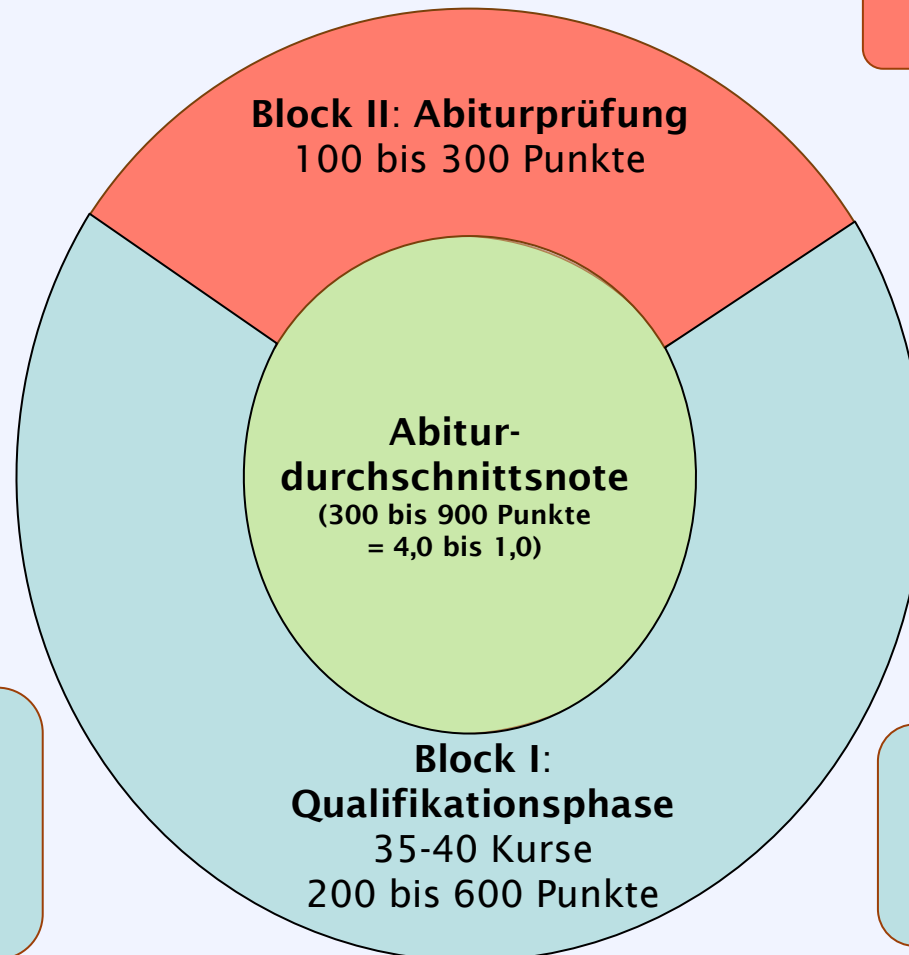 Block II: Abiturprüfung
100 bis 300 Punkte
Abitur-
durchschnittsnote
(300 bis 900 Punkte
= 4,0 bis 1,0)
Block I:
Qualifikationsphase
35-40 Kurse
200 bis 600 Punkte